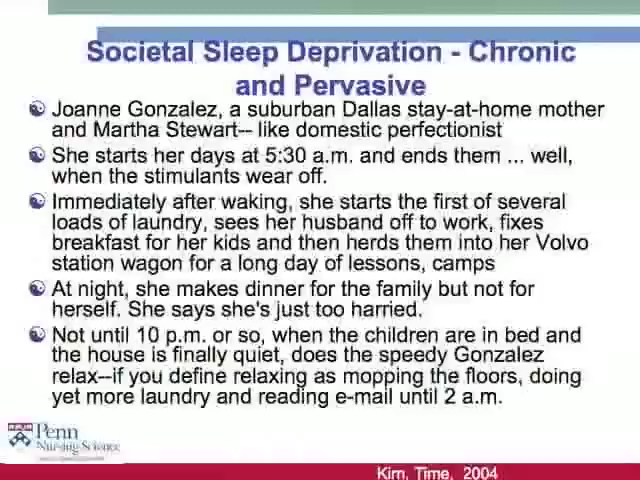 Societal Sleep Deprivation - Chronic
and Pervasive
Joanne Gonzalez, a suburban Dallas stay-at-home mother
and Martha Stewart-- like domestic perfectionist
She starts her days at 5:30 a.m. and ends them ... well,
when the stimulants wear off.
Immediately after waking, she starts the first of several
loads of laundry, sees her husband off to work, fixes
breakfast for her kids and then herds them into her Volvo
station wagon for a long day of lessons, camps
At night, she makes dinner for the family but not for
herself. She says she's just too harried.
Not until 10 p.m. or so, when the children are in bed and
the house is finally quiet, does the speedy Gonzalez
relax--if you define relaxing as mopping the floors, doing
yet more laundry and reading e-mail until 2 a.m.
Penn
Nursing Science
Kirn, Time, 2004